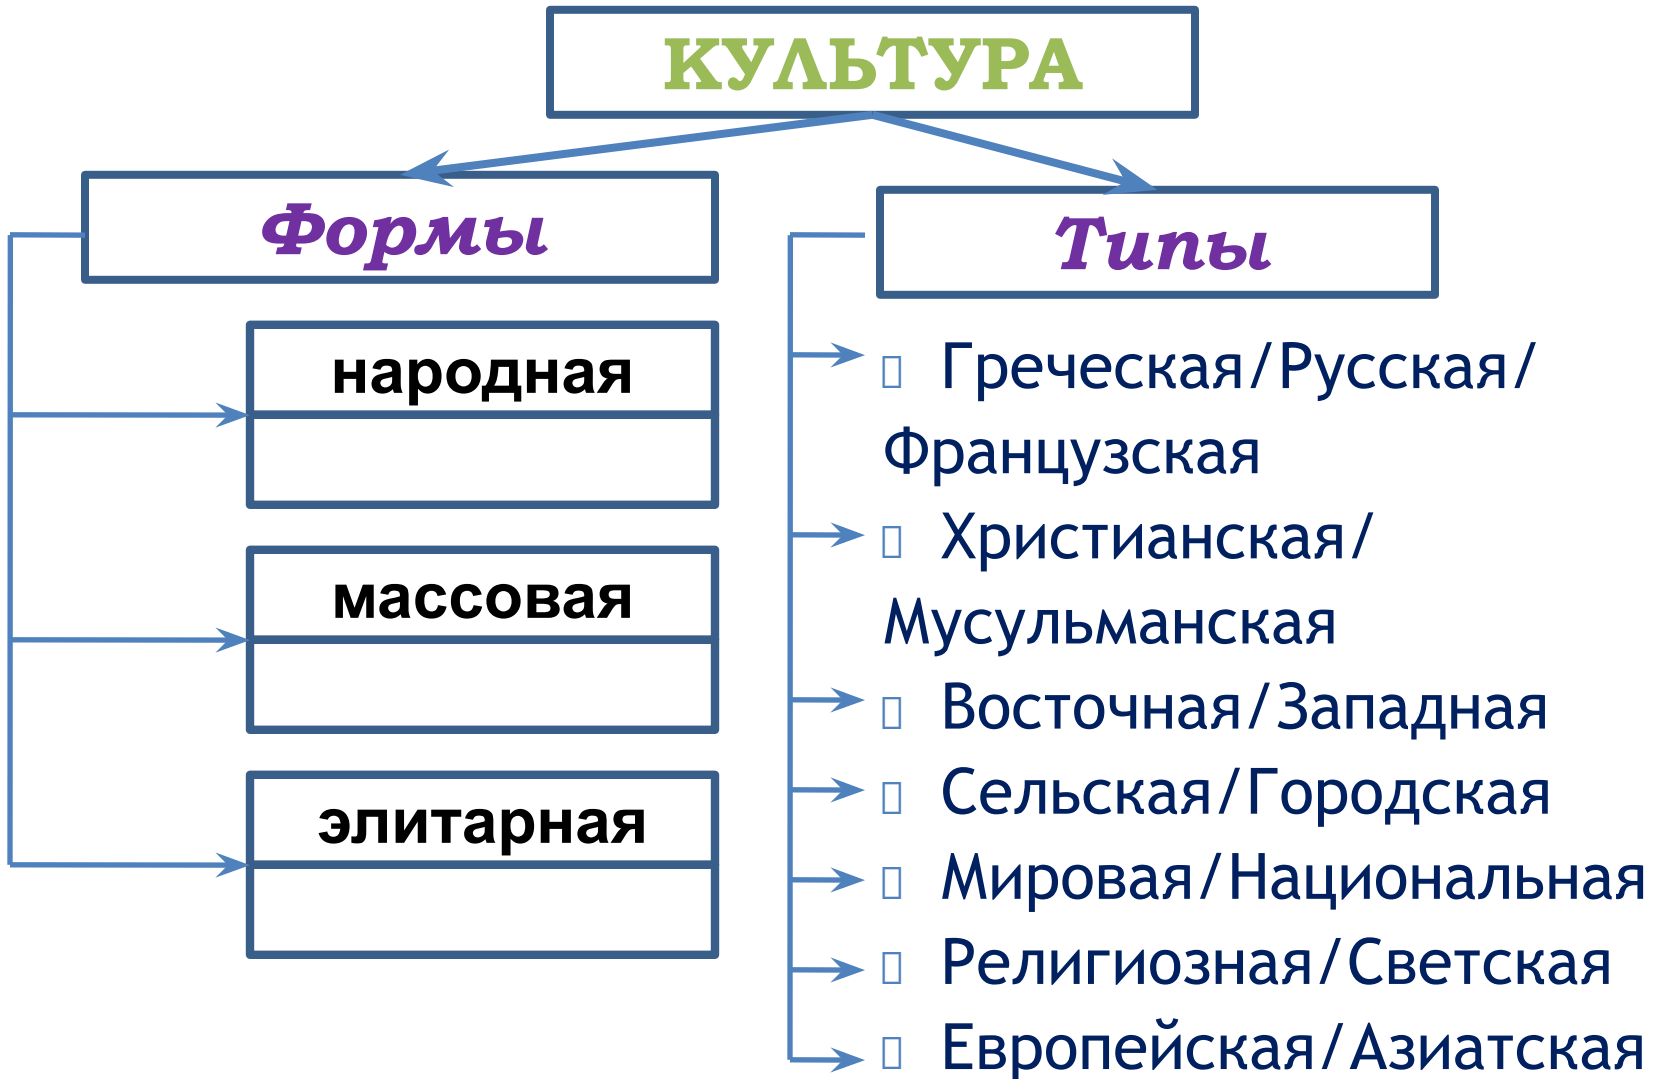 КУЛЬТУРА
Формы
народная
массовая
элитарная
Типы
Греческая/Русская/
Французская
Христианская/
Мусульманская
Восточная/Западная
Сельская/Городская
Мировая/Национальная
Религиозная/Светская
Европейская/Азиатская